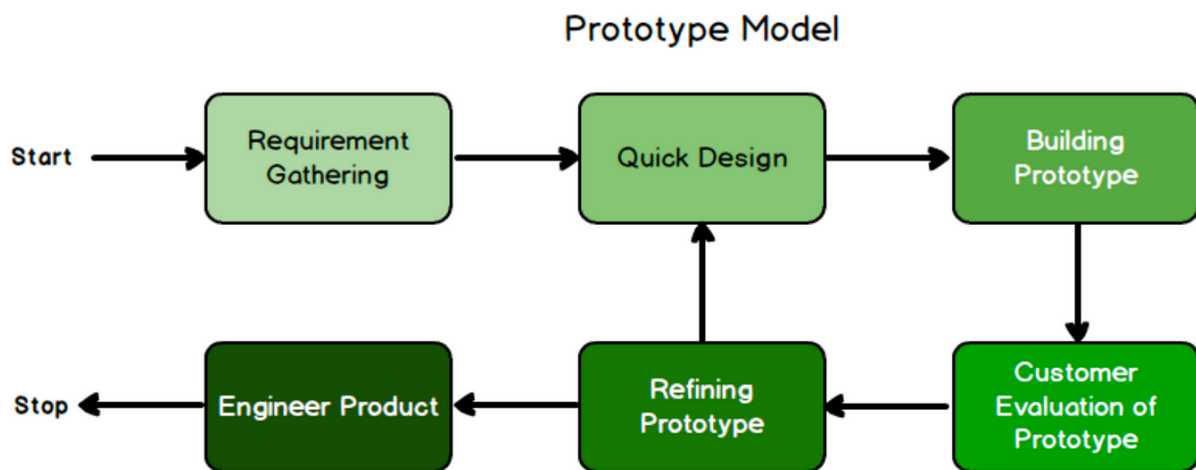 Prototype Model
Start
Requirement
Gathering
Quick Design
Building
Prototype
Stop
Engineer Product
Refining
Prototype
Customer
Evaluation of
Prototype